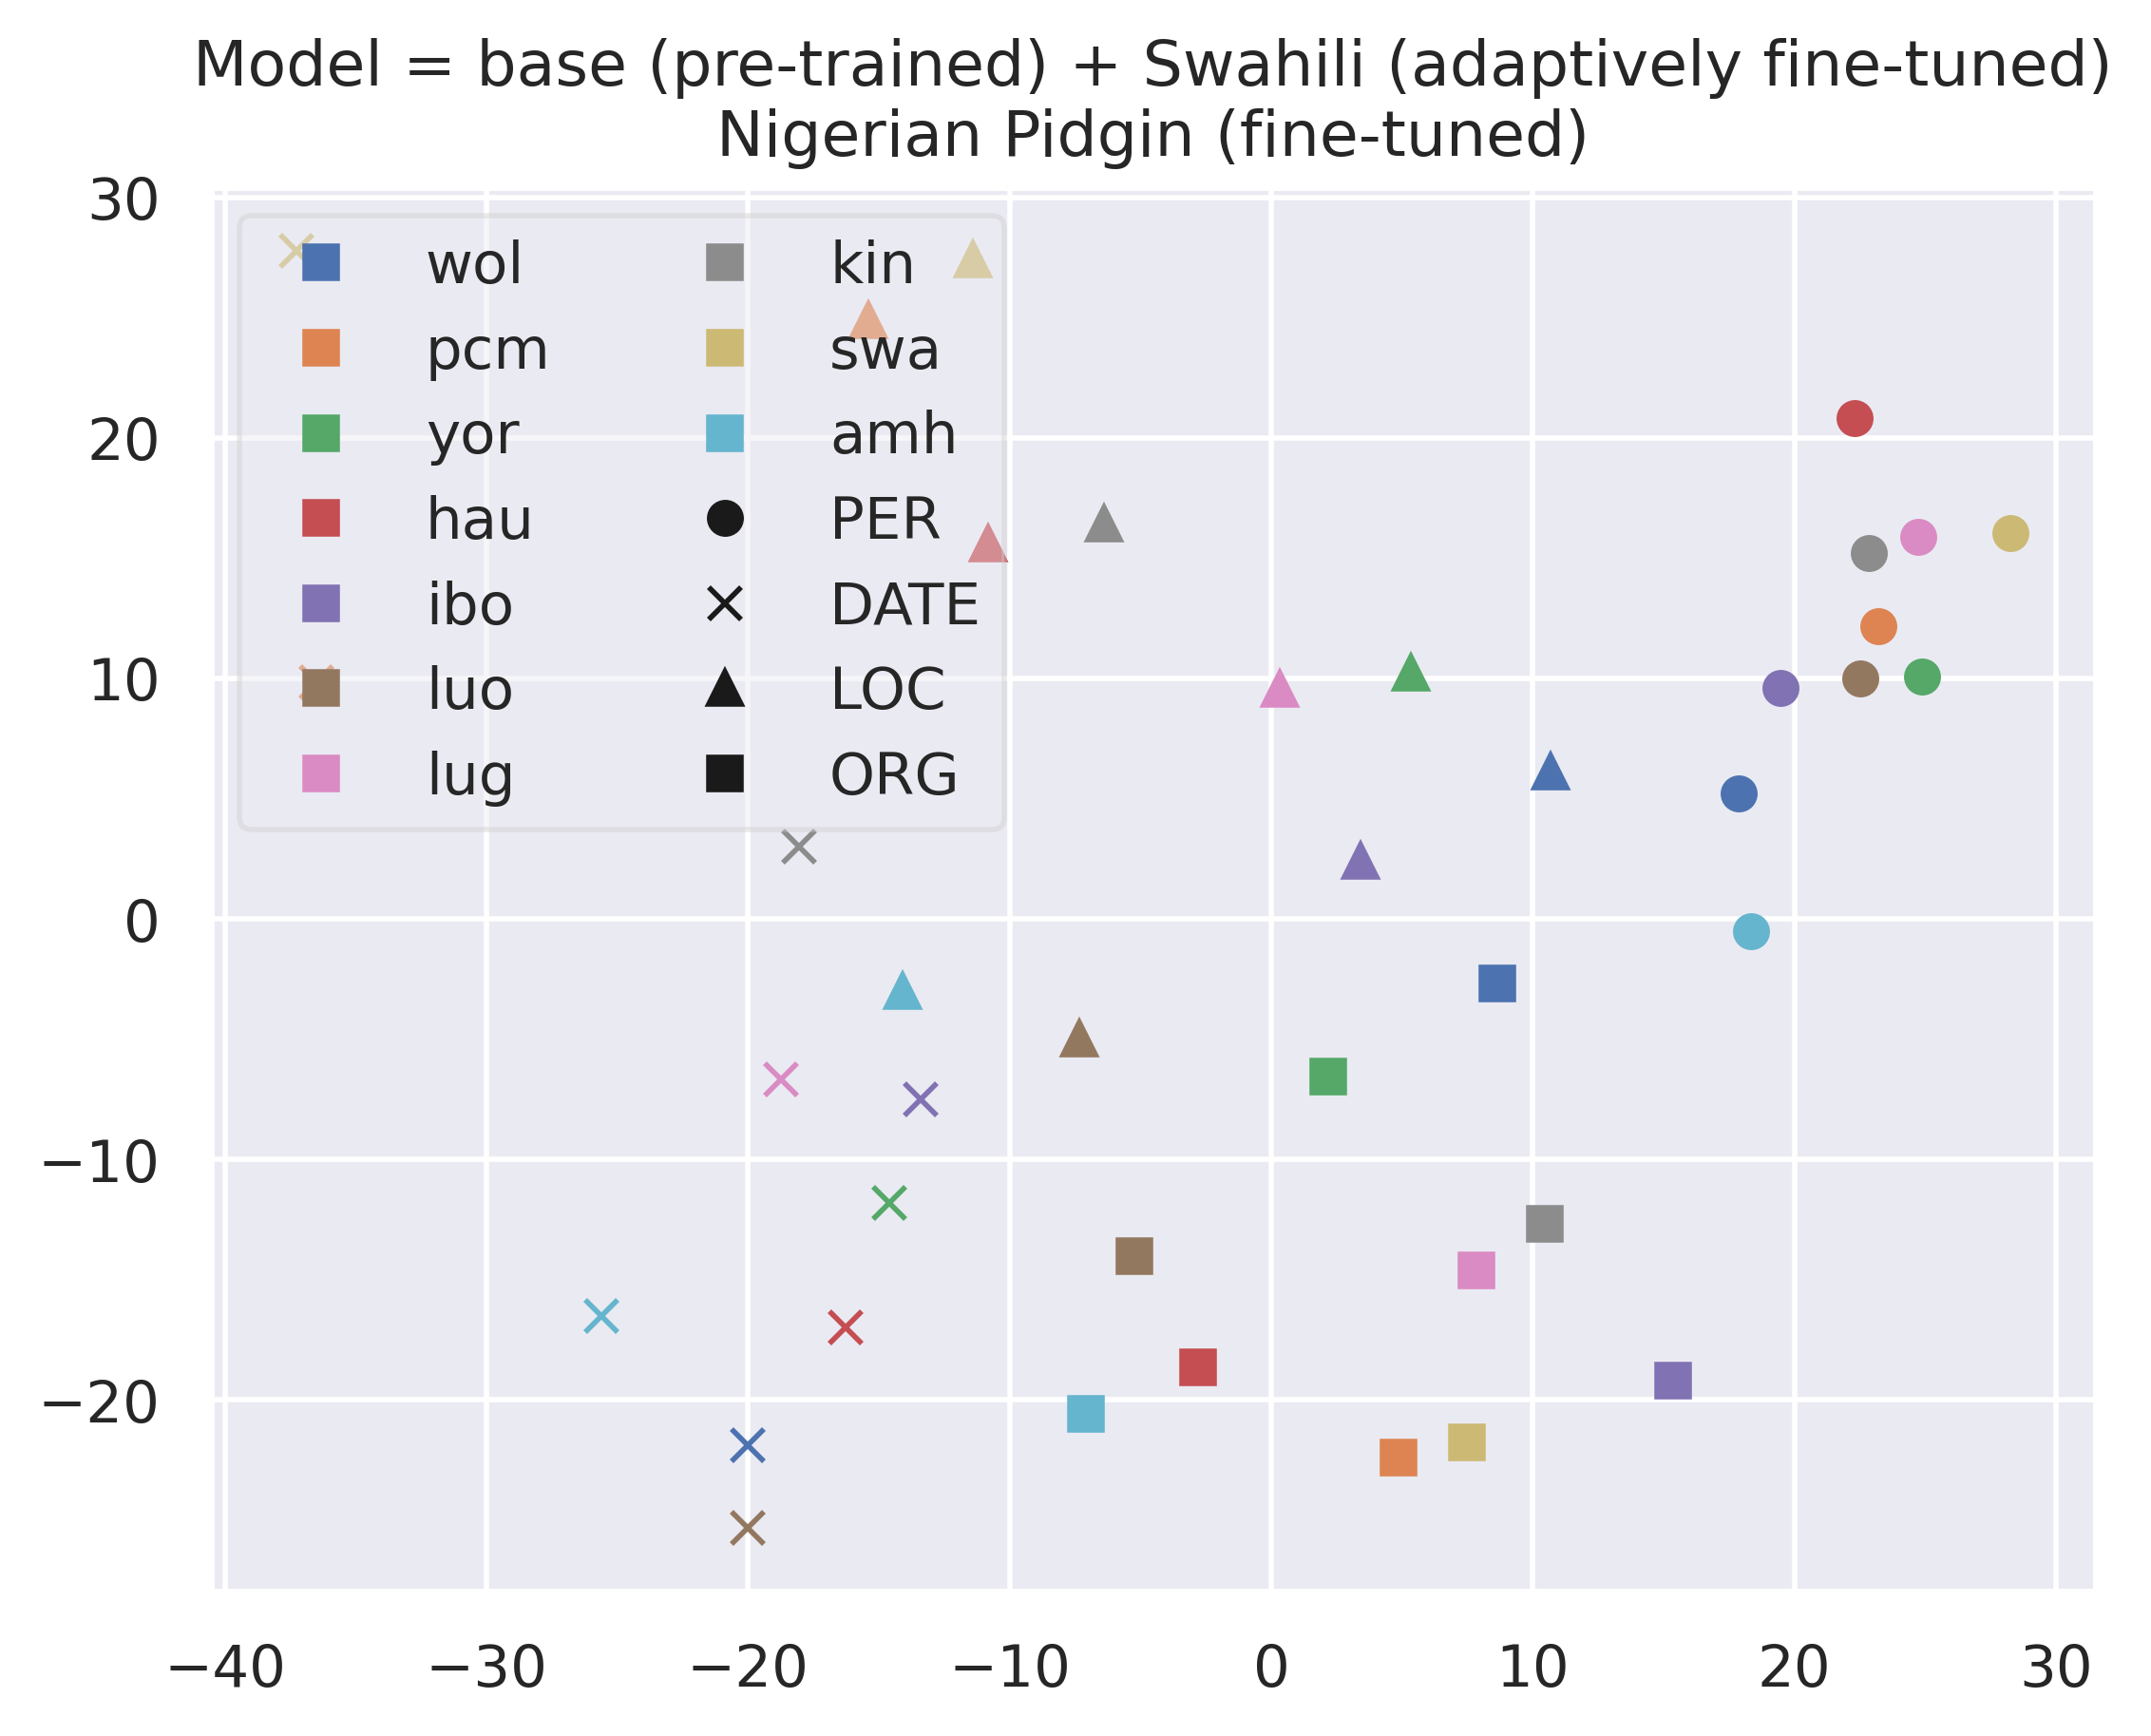 Model = base (pre-trained) + Swahili (adaptively fine-tuned)
Nigerian Pidgin (fine-tuned)
30
20
10
0
−10
−20
wol
pcm
yor
hau
ibo
luo
lug
kin
swa
amh
PER
DATE
LOC
ORG
−40
−30
−20
−10
0
10
20
30